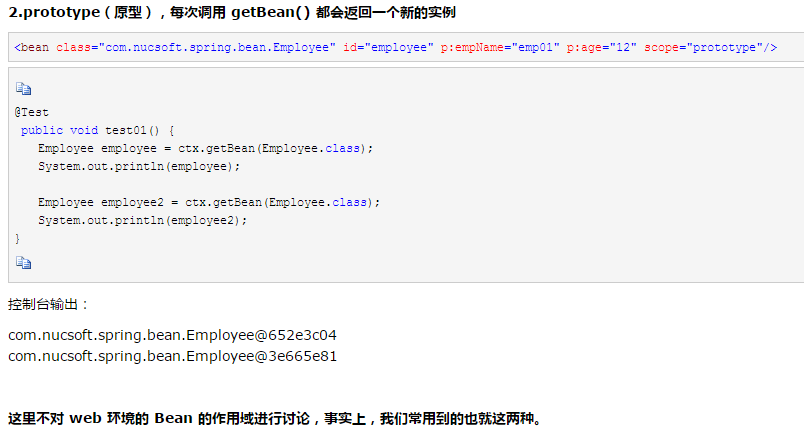 2.prototype（原型），每次调用 getBean() 都会返回一个新的实例
<bean class="com.nucsoft.spring.bean.Employee" id="employee" p:empName="emp01" p:age="12" scope="prototype"/>
@Test
public void test01() {
Employee employee = ctx.getBean(Employee.class);
System.out.println(employee);
Employee employee2 = ctx.getBean(Employee.class);
System.out.println(employee2);
}
控制台输出：
com.nucsoft.spring.bean.Employee@652e3c04
com.nucsoft.spring.bean.Employee@3e665e81
这里不对 web 环境的 Bean 的作用域进行讨论，事实上，我们常用到的也就这两种。